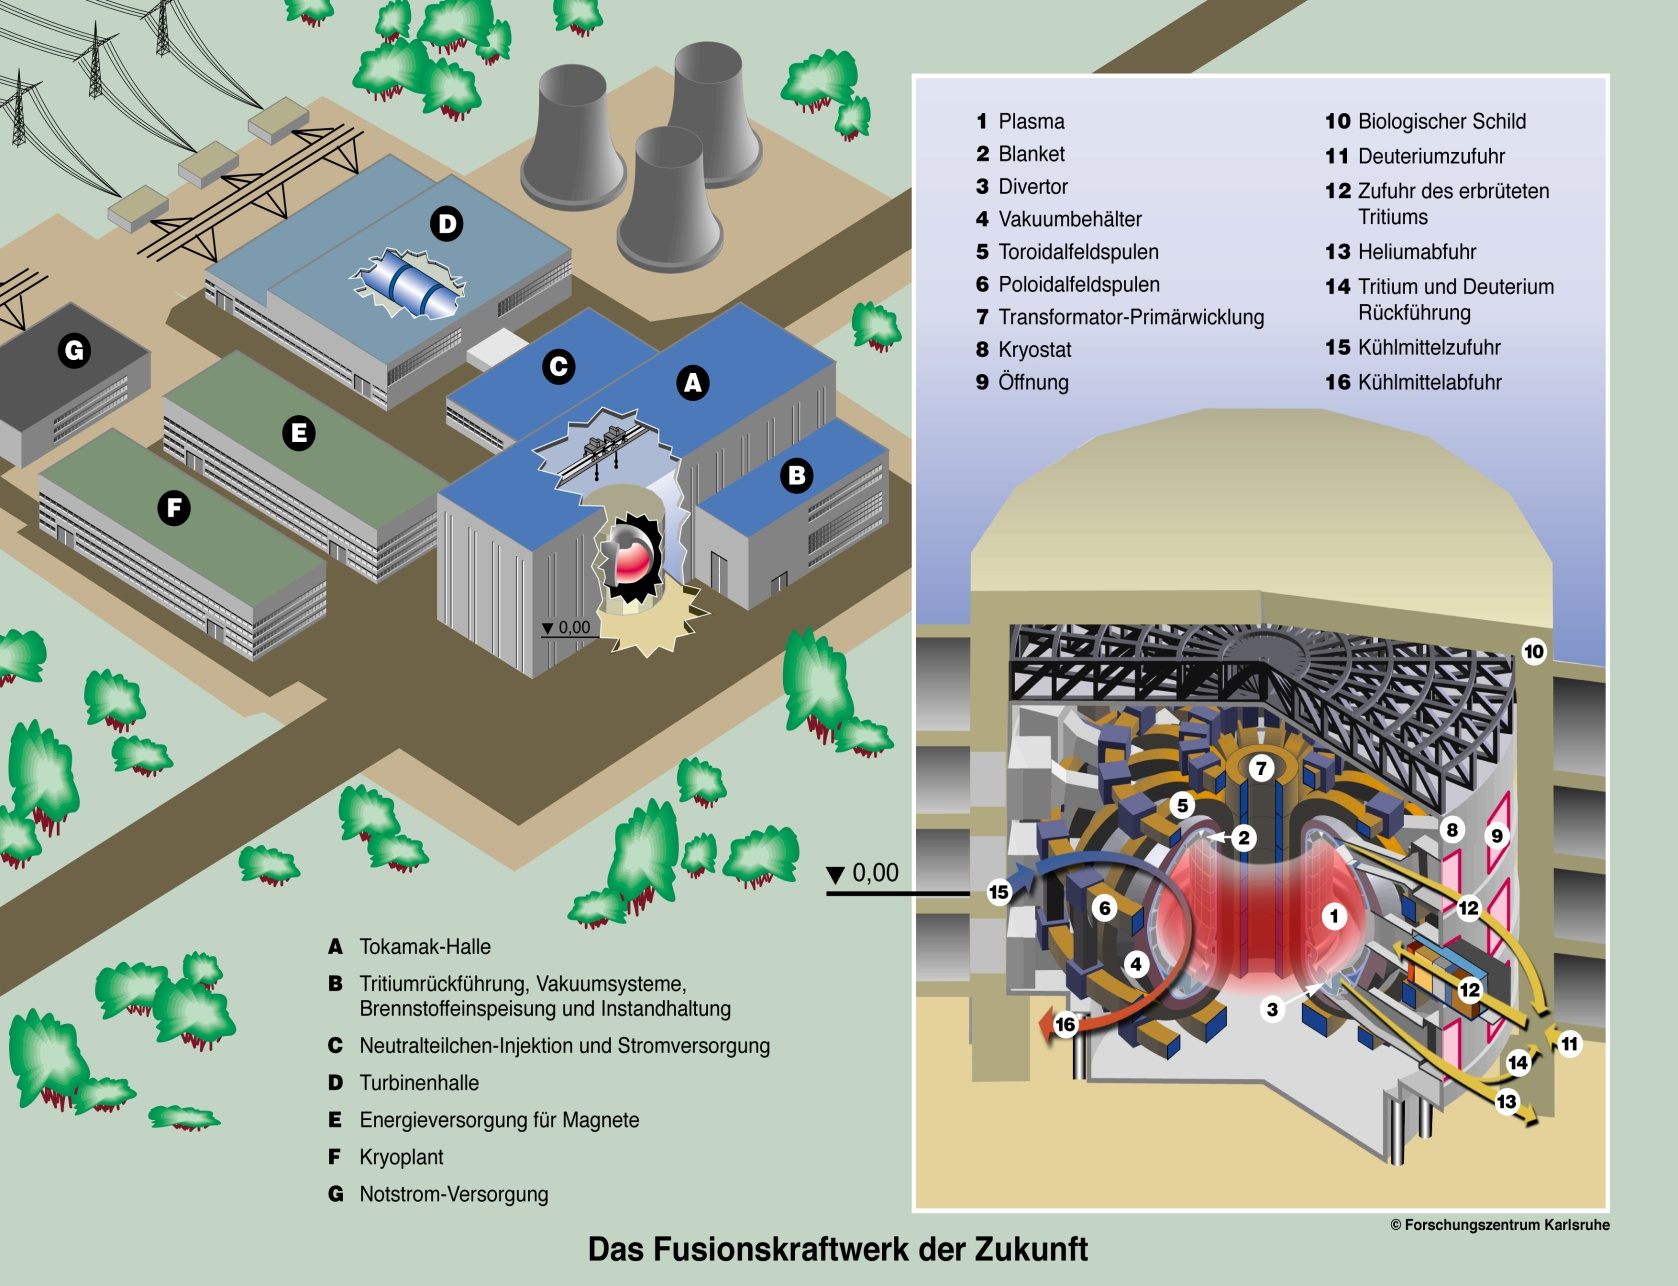 D
G
C
A
E
B
F
▼ 0,00
1 Plasma
2 Blanket
3 Divertor
4 Vakuumbehälter
5 Toroidalfeldspulen
6 Poloidalfeldspulen
7 Transformator-Primärwicklung
8 Kryostat
9 Öffnung
10 Biologischer Schild
11 Deuteriumzufuhr
12 Zufuhr des erbrüteten
Tritiums
13 Heliumabfuhr
14 Tritium und Deuterium
Rückführung
15 Kühlmittelzufuhr
16 Kühlmittelabfuhr
10
7
5
8
9
2
▼ 0,00
15
6
12
1
4
12
3
16
11
14
13
A Tokamak-Halle
B Tritiumrückführung, Vakuumsysteme,
Brennstoffeinspeisung und Instandhaltung
C Neutralteilchen-Injektion und Stromversorgung
D Turbinenhalle
E Energieversorgung für Magnete
F Kryoplant
G Notstrom-Versorgung
© Forschungszentrum Karlsruhe
Das Fusionskraftwerk der Zukunft